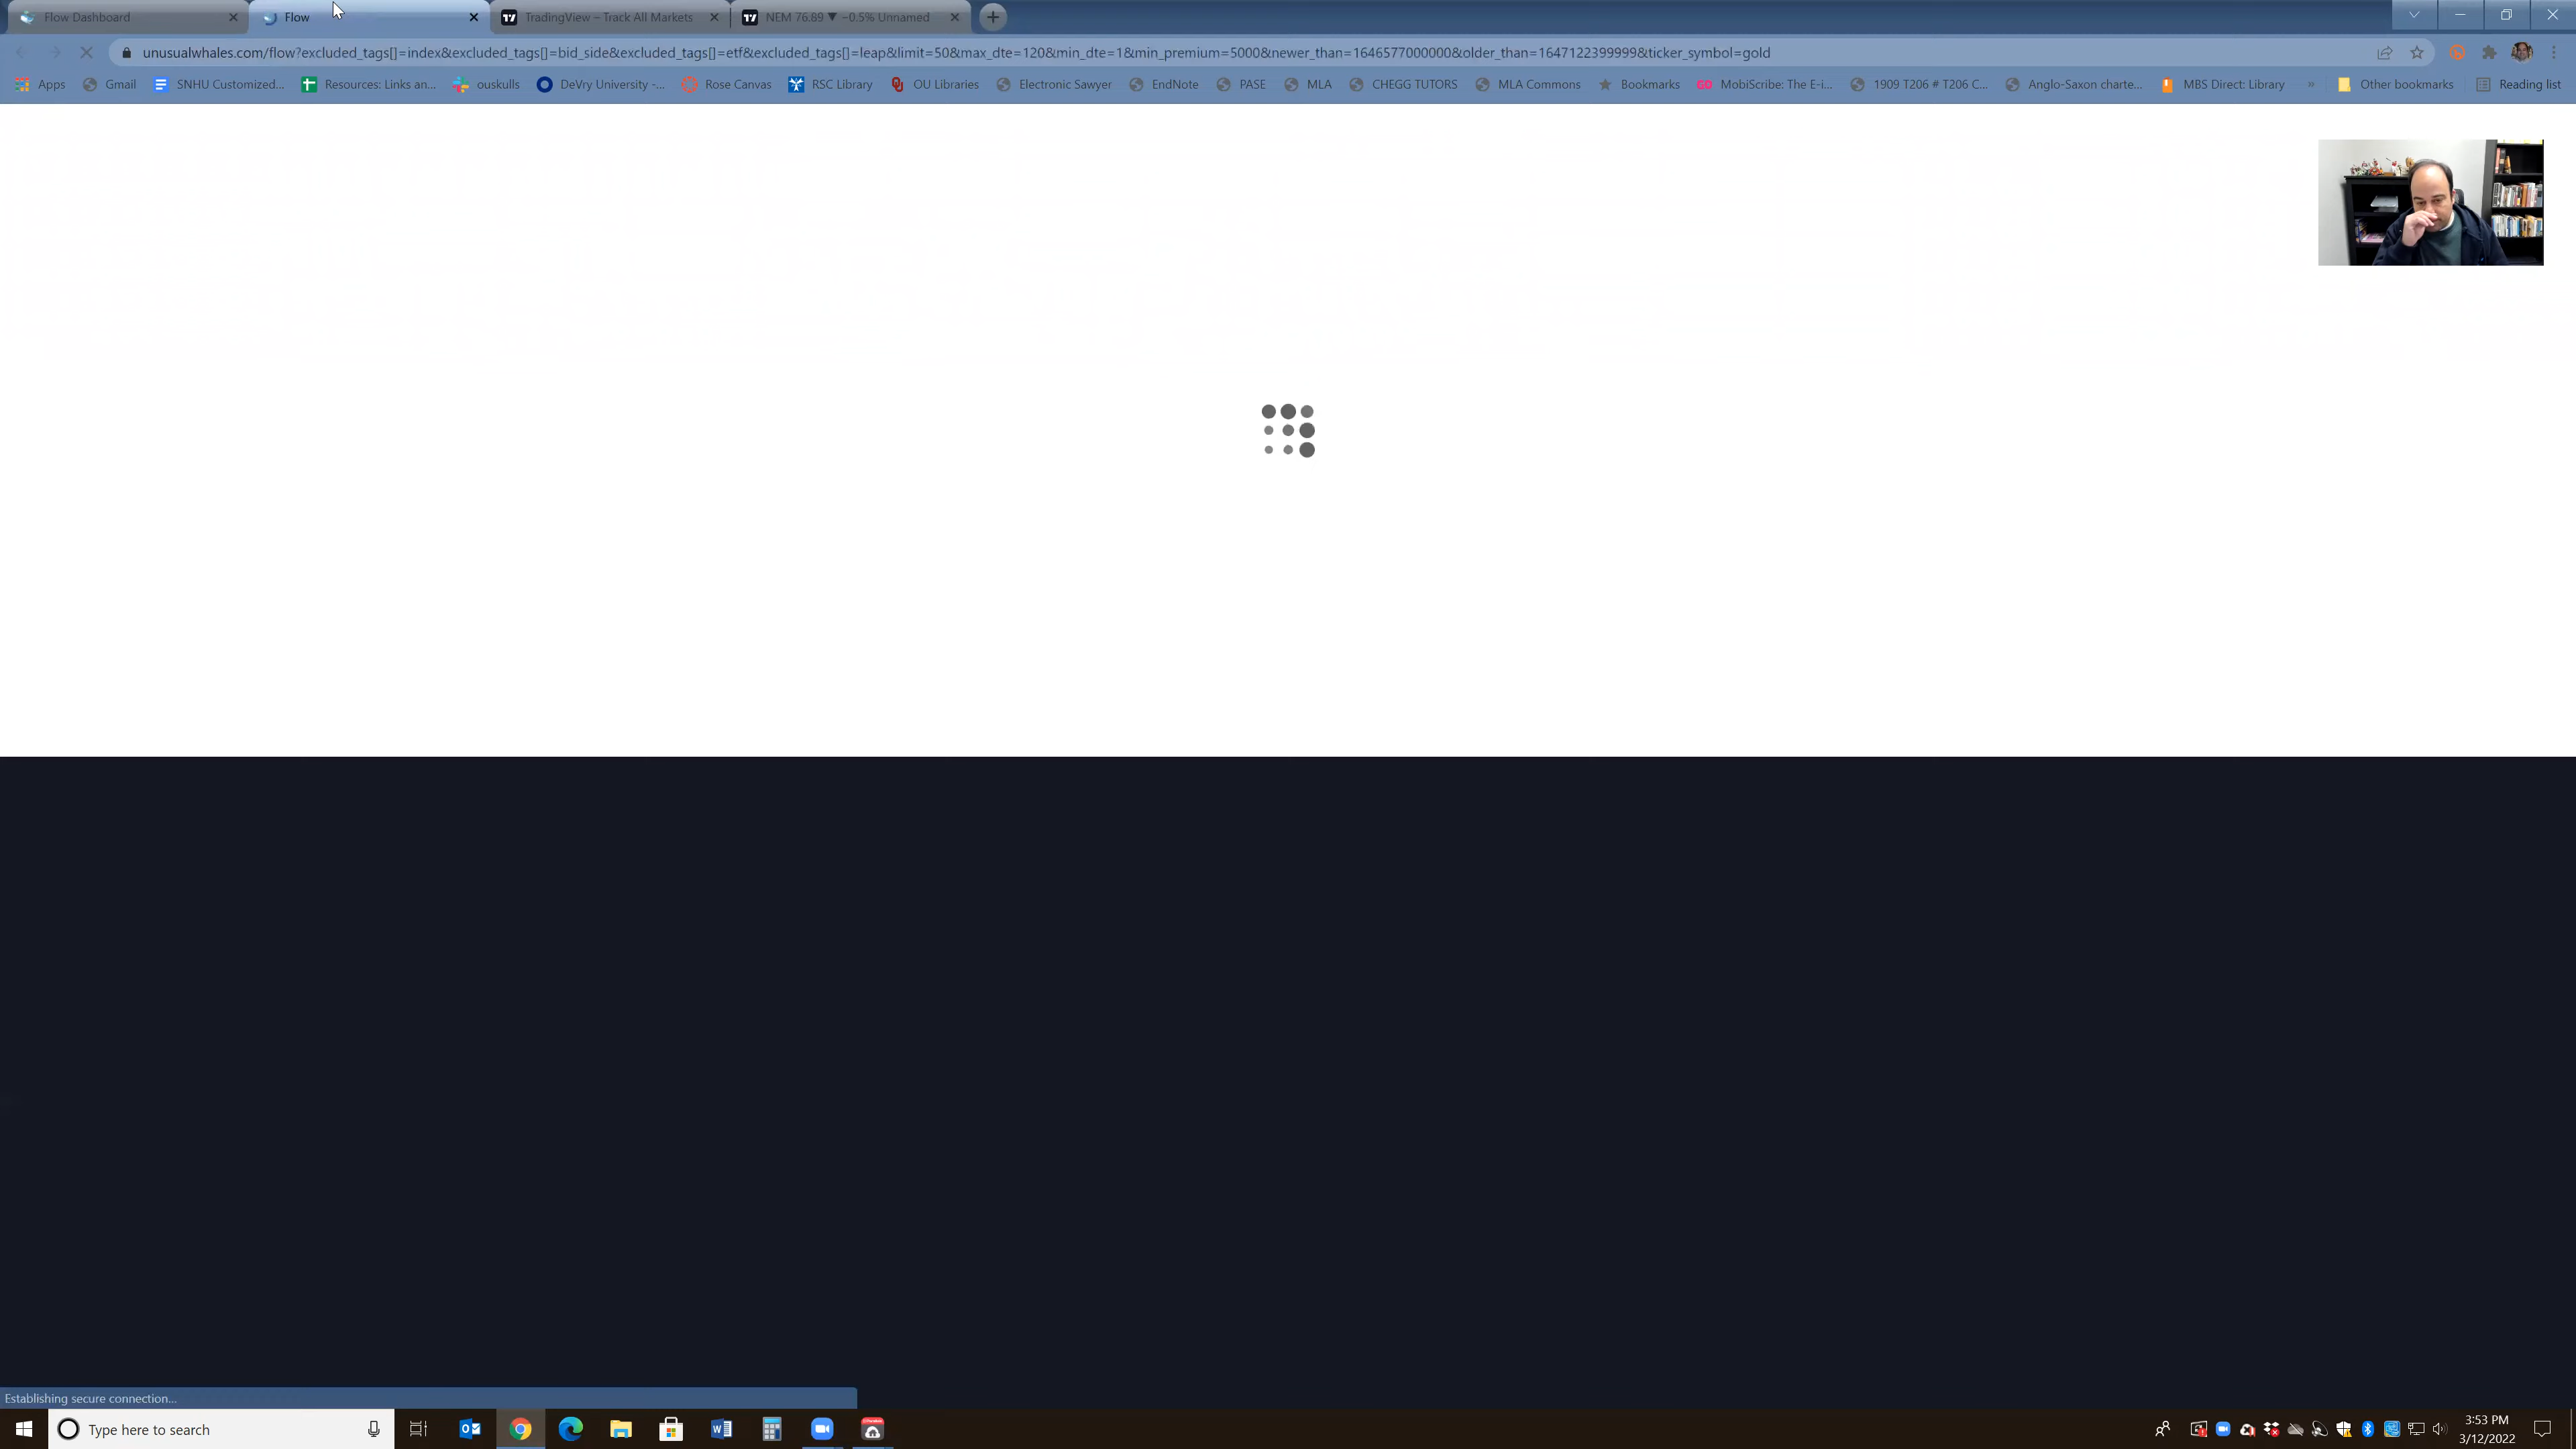 Flow Dashboard
Flow
TradingView – Track All Markets
NEM 76.89 ▼ −0.5% Unnamed
unusualwhales.com/flow?excluded_tags[]=index&excluded_tags[]=bid_side&excluded_tags[]=etf&excluded_tags[]=leap&limit=50&max_dte=120&min_dte=1&min_premium=5000&newer_than=1646577000000&older_than=1647122399999&ticker_symbol=gold
Apps
Gmail
SNHU Customized...
Resources: Links an...
ouskulls
DeVry University -...
Rose Canvas
RSC Library
OU Libraries
Electronic Sawyer
EndNote
PASE
MLA
CHEGG TUTORS
MLA Commons
Bookmarks
MobiScribe: The E-i...
1909 T206 # T206 C...
Anglo-Saxon charte...
MBS Direct: Library
»
Other bookmarks
Reading list
Establishing secure connection...
Type here to search
3:53 PM
3/12/2022